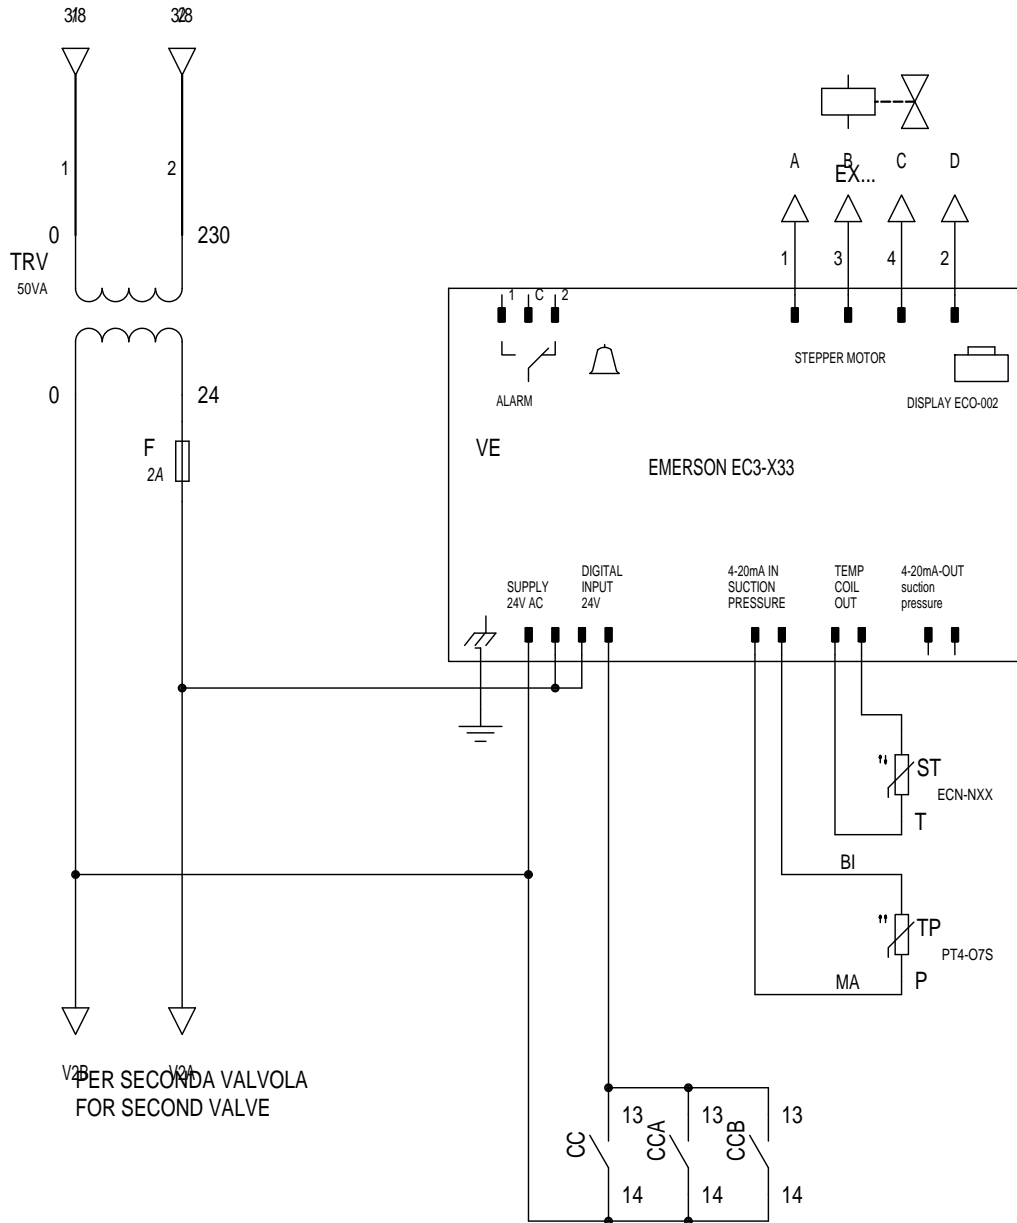 1 2
A B C D
EX...
0 230
TRV
50VA
1 3 4 2
1 C 2
STEPPER MOTOR
ALARM
DISPLAY ECO-002
0 24
F
2A
VE
EMERSON EC3-X33
SUPPLY
24V AC
DIGITAL
INPUT
24V
4-20mA IN
SUCTION
PRESSURE
TEMP
COIL
OUT
4-20mA-OUT
suction
pressure
ST
ECN-NXX
T
BI
TP
PT4-O7S
MA P
V2B V2A
PER SECONDA VALVOLA
FOR SECOND VALVE
13 13 13
CC CCA CCB
14 14 14